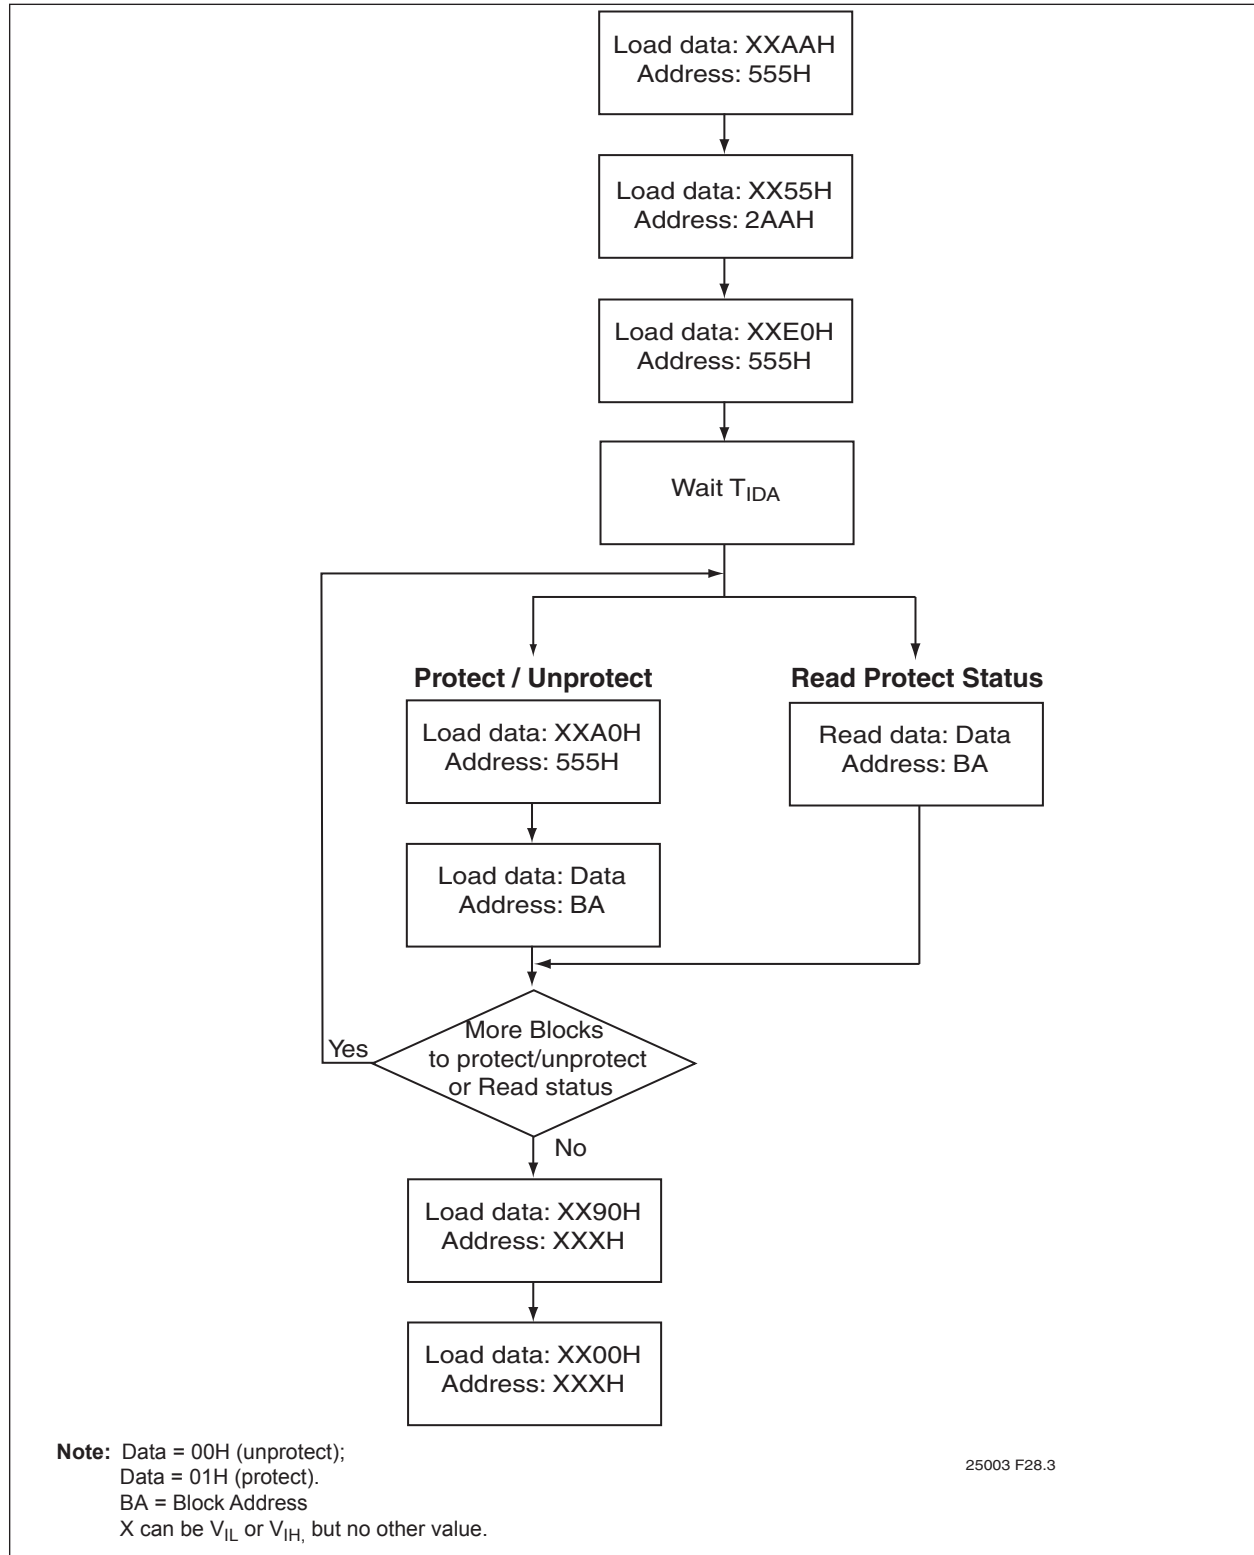 Load data: XXAAH
Address: 555H
Load data: XX55H
Address: 2AAH
Load data: XXE0H
Address: 555H
Wait TIDA
Protect / Unprotect
Load data: XXA0H
Address: 555H
Load data: Data
Address: BA
Read Protect Status
Read data: Data
Address: BA
More Blocks
to protect/unprotect
or Read status
Yes
No
Load data: XX90H
Address: XXXH
Load data: XX00H
Address: XXXH
Note: Data = 00H (unprotect);
Data = 01H (protect).
BA = Block Address
X can be VIL or VIH, but no other value.
25003 F28.3